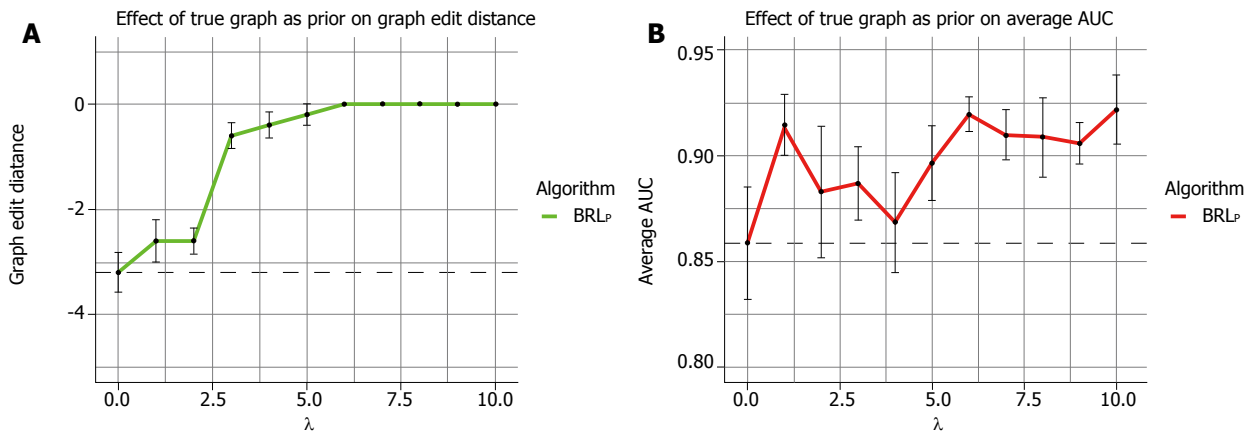 A
Effect of true graph as prior on graph edit distance
0
-2
-4
Graph edit diatance
0.0 2.5 5.0 7.5 10.0
λ
Algorithm
BRLP
B
Effect of true graph as prior on average AUC
0.95
0.90
0.85
0.80
Average AUC
0.0 2.5 5.0 7.5 10.0
λ
Algorithm
BRLP